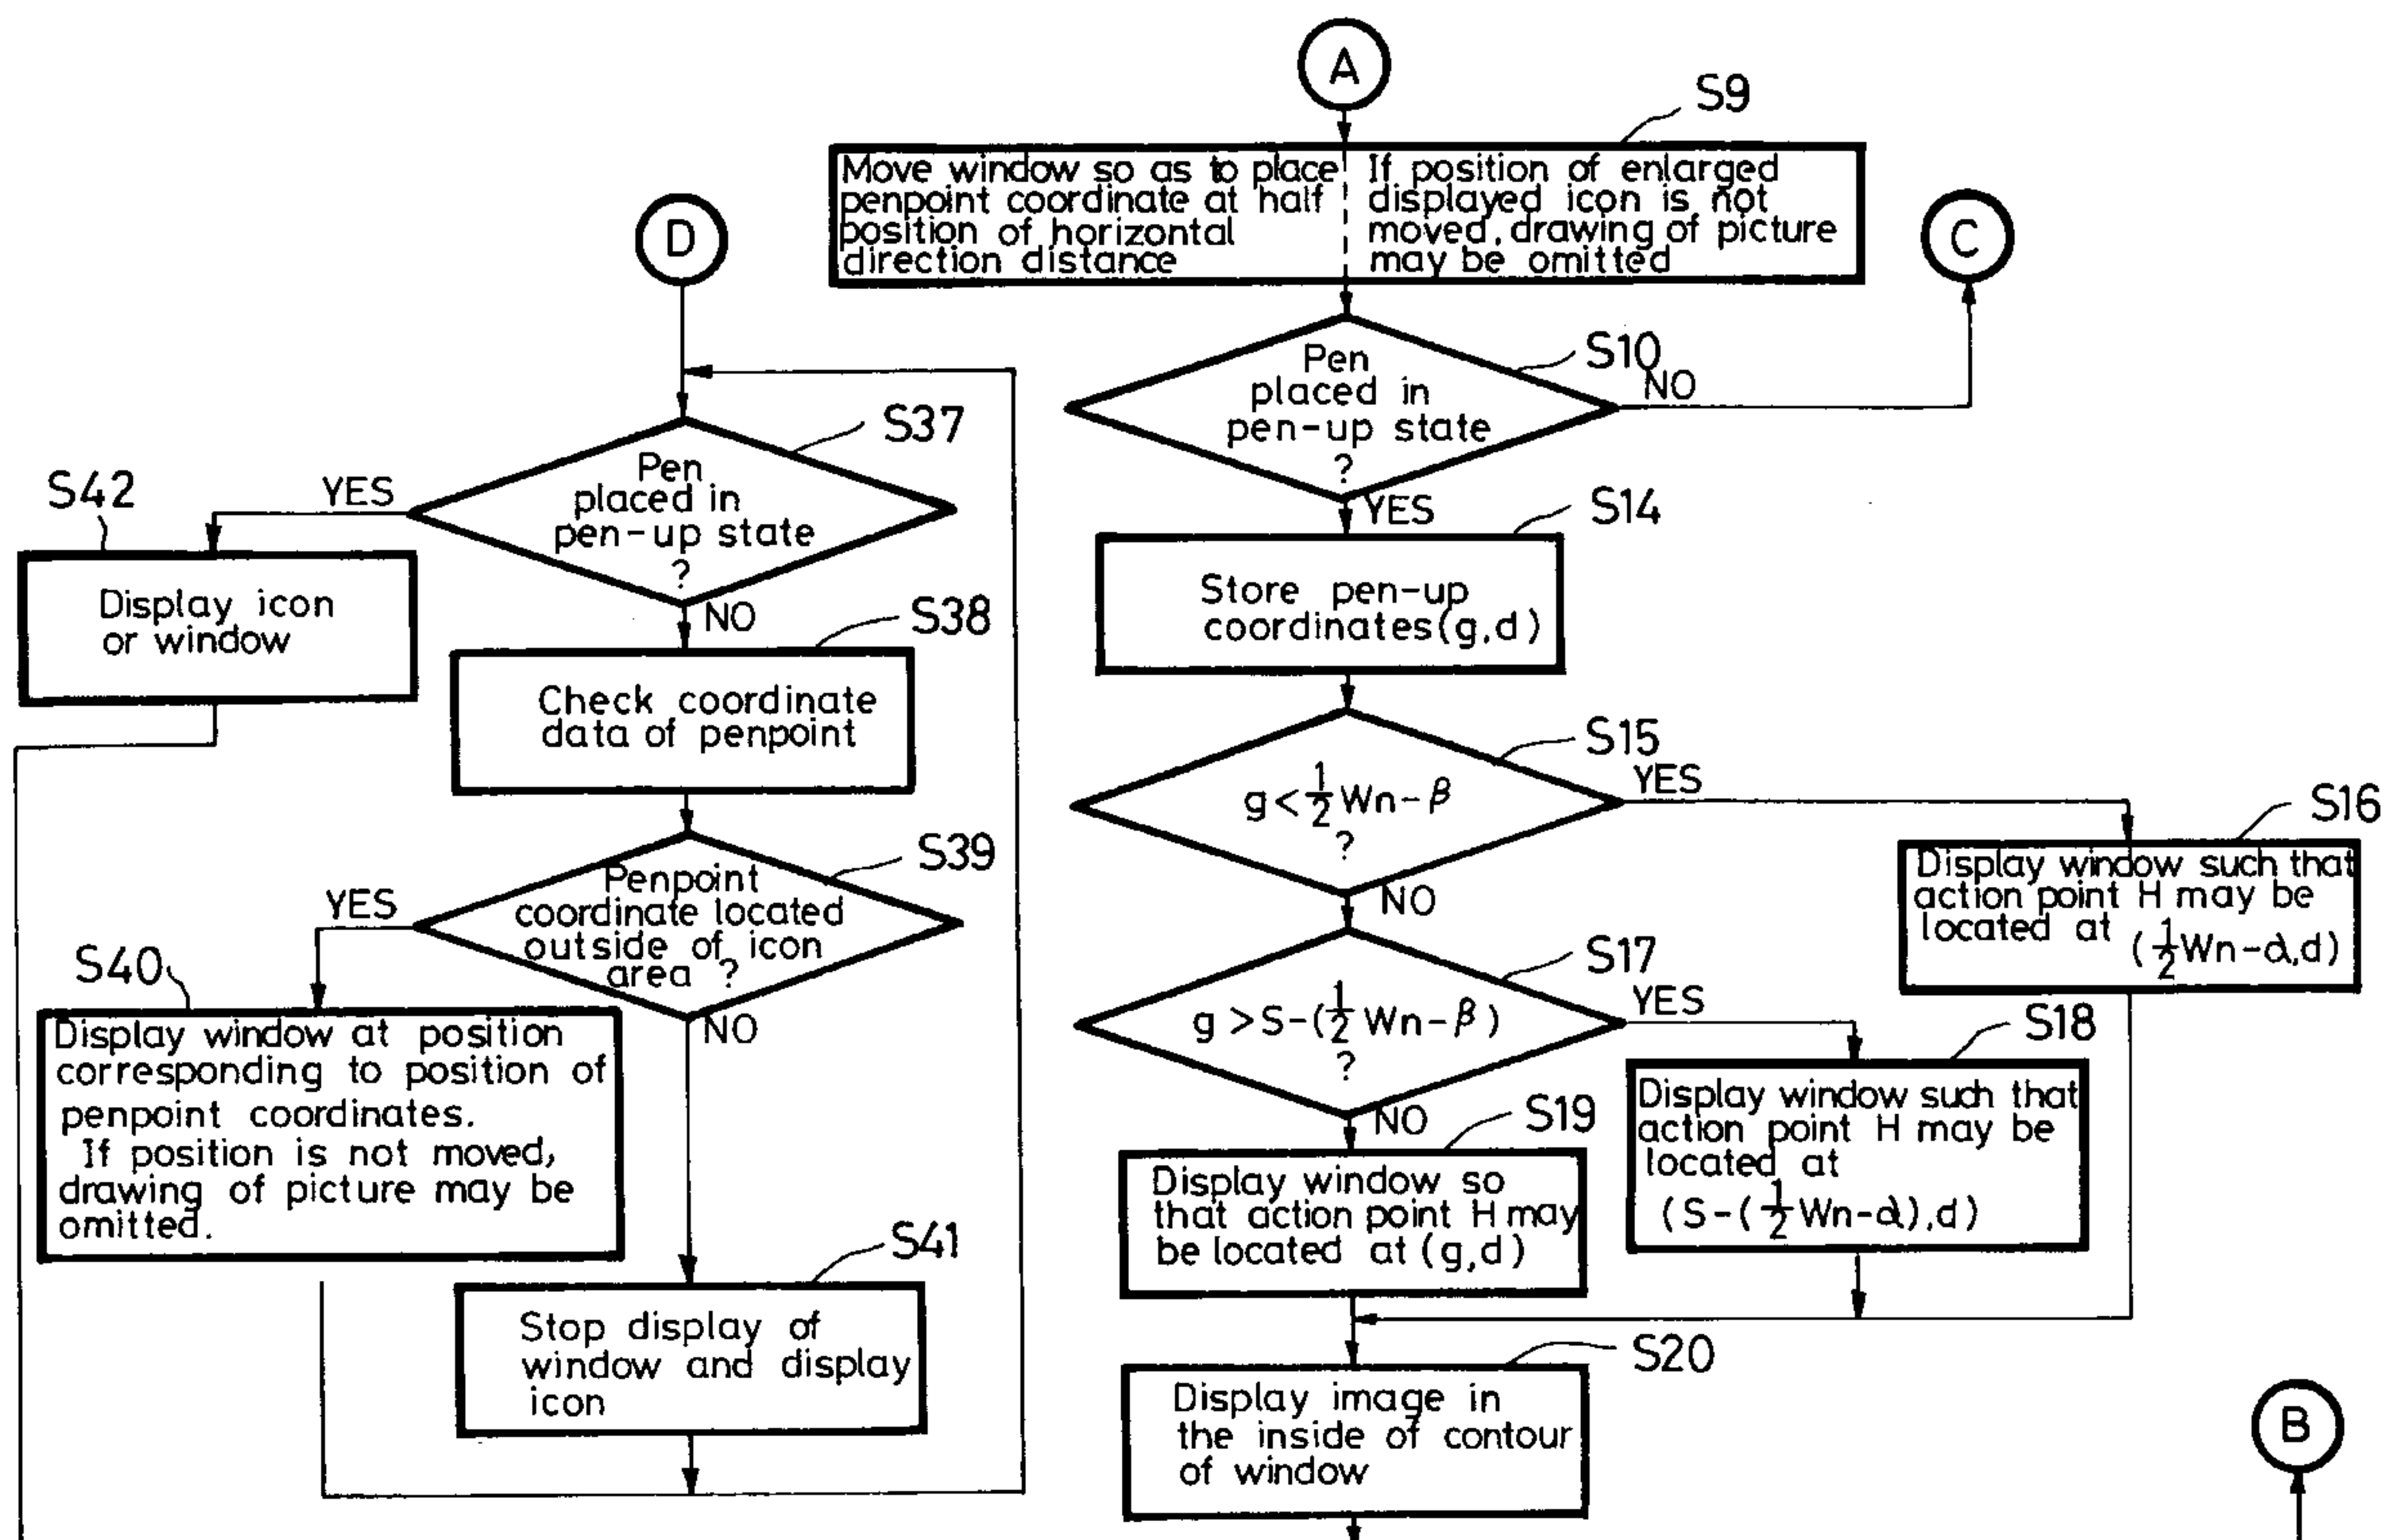 A
S9
Move window so as to place
penpoint coordinate at half
position of horizontal
direction distance
If position of enlarged
displayed icon is not
moved, drawing of picture
may be omitted
C
D
S10
Pen
placed in
pen-up state
?
NO
YES
S37
Pen
placed in
pen-up state
?
YES
NO
S42
Display icon
or window
S14
Store pen-up
coordinates(g,d)
S38
Check coordinate
data of penpoint
S15
g<1/2Wn-β
?
YES
NO
S16
Display window such that
action point H may be
located at
(1/2Wn-α,d)
S39
Penpoint
coordinate located
outside of icon
area ?
YES
NO
S17
g>S-(1/2Wn-β)
?
YES
NO
S40
Display window at position
corresponding to position of
penpoint coordinates.
If position is not moved,
drawing of picture may be
omitted.
S18
Display window such that
action point H may be
located at
(S-(1/2Wn-α),d)
S19
Display window so
that action point H may
be located at (g,d)
S41
Stop display of
window and display
icon
S20
Display image in
the inside of contour
of window
B